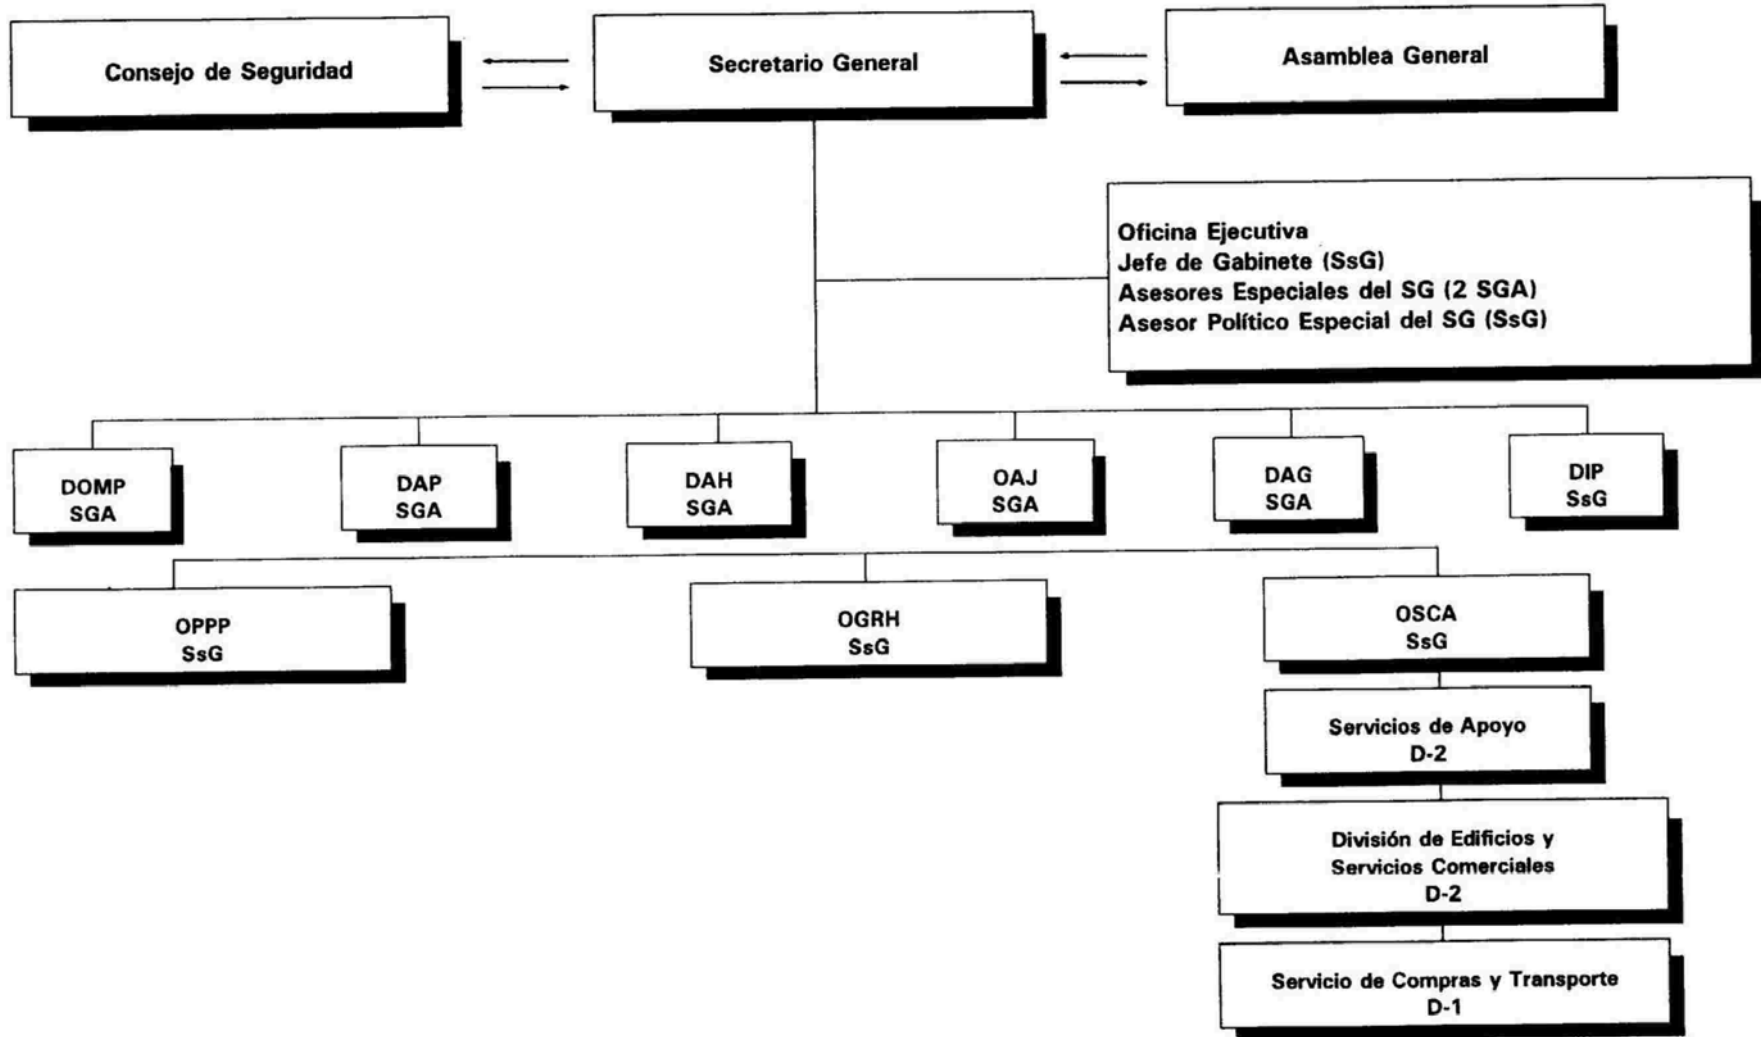 Consejo de Seguridad
Secretario General
Asamblea General
Oficina Ejecutiva
Jefe de Gabinete (SsG)
Asesores Especiales del SG (2 SGA)
Asesor Político Especial del SG (SsG)
DOMP
SGA
DAP
SGA
DAH
SGA
OAJ
SGA
DAG
SGA
DIP
SsG
OPPP
SsG
OGRH
SsG
OSCA
SsG
Servicios de Apoyo
D-2
División de Edificios y
Servicios Comerciales
D-2
Servicio de Compras y Transporte
D-1